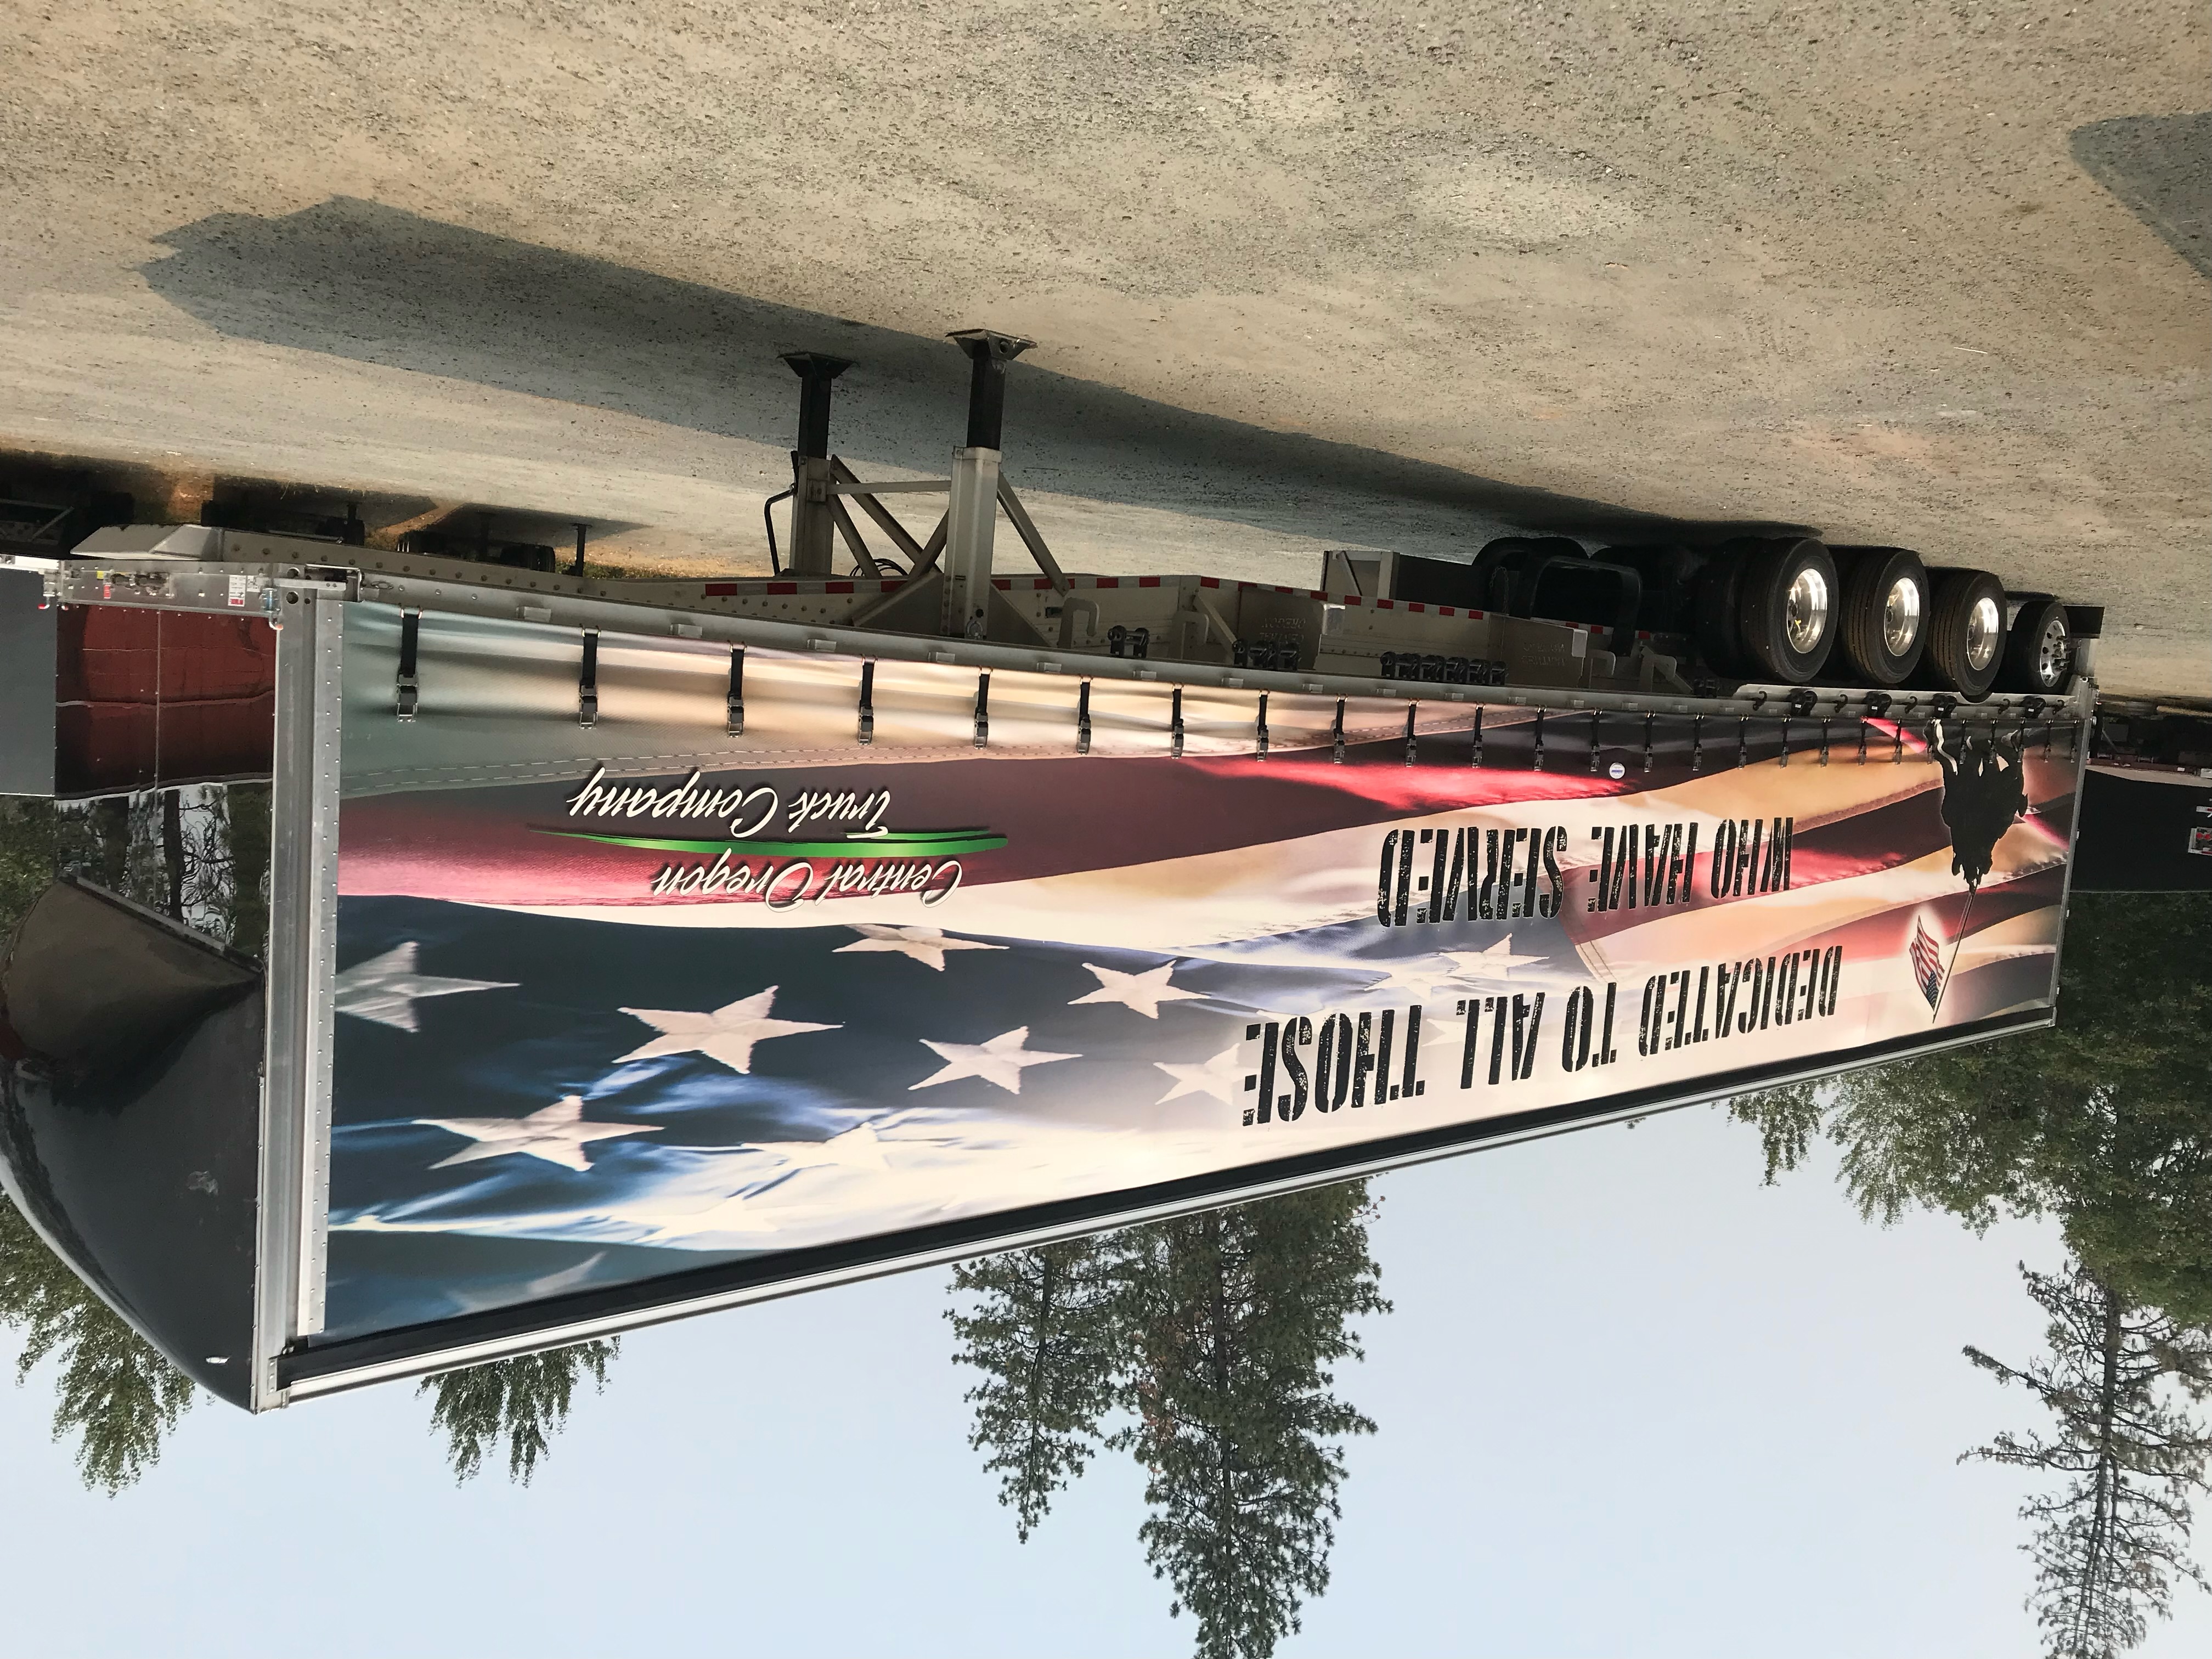 DEDICATED TO ALL THOSE
WHO HAVE SERVED
Central Oregon
Truck Company